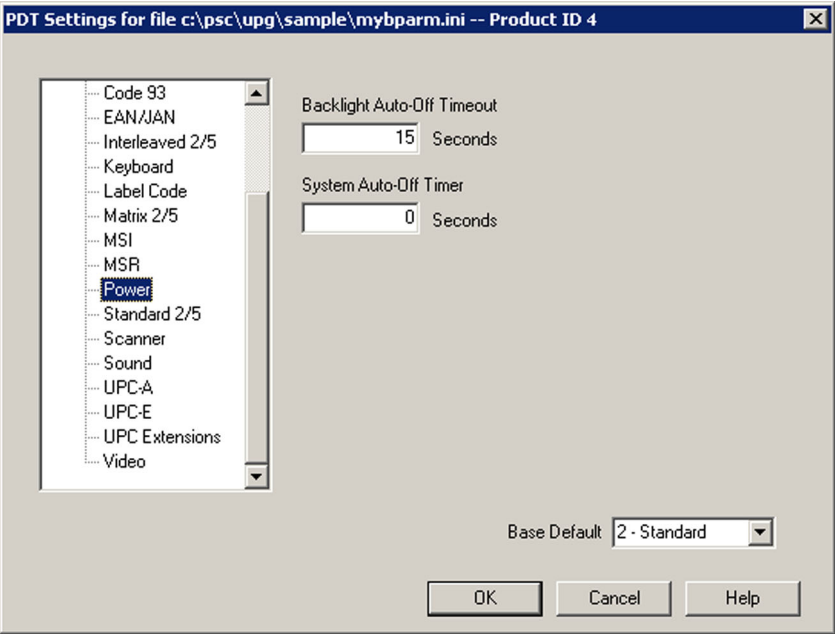 PDT Settings for file c:\psc\upg\sample\mybparm.ini -- Product ID 4
Code 93
EAN/JAN
Interleaved 2/5
Keyboard
Label Code
Matrix 2/5
MSI
MSR
Power
Standard 2/5
Scanner
Sound
UPC-A
UPC-E
UPC Extensions
Video
Backlight Auto-Off Timeout
15 Seconds
System Auto-Off Timer
0 Seconds
Base Default 2 - Standard
OK Cancel Help